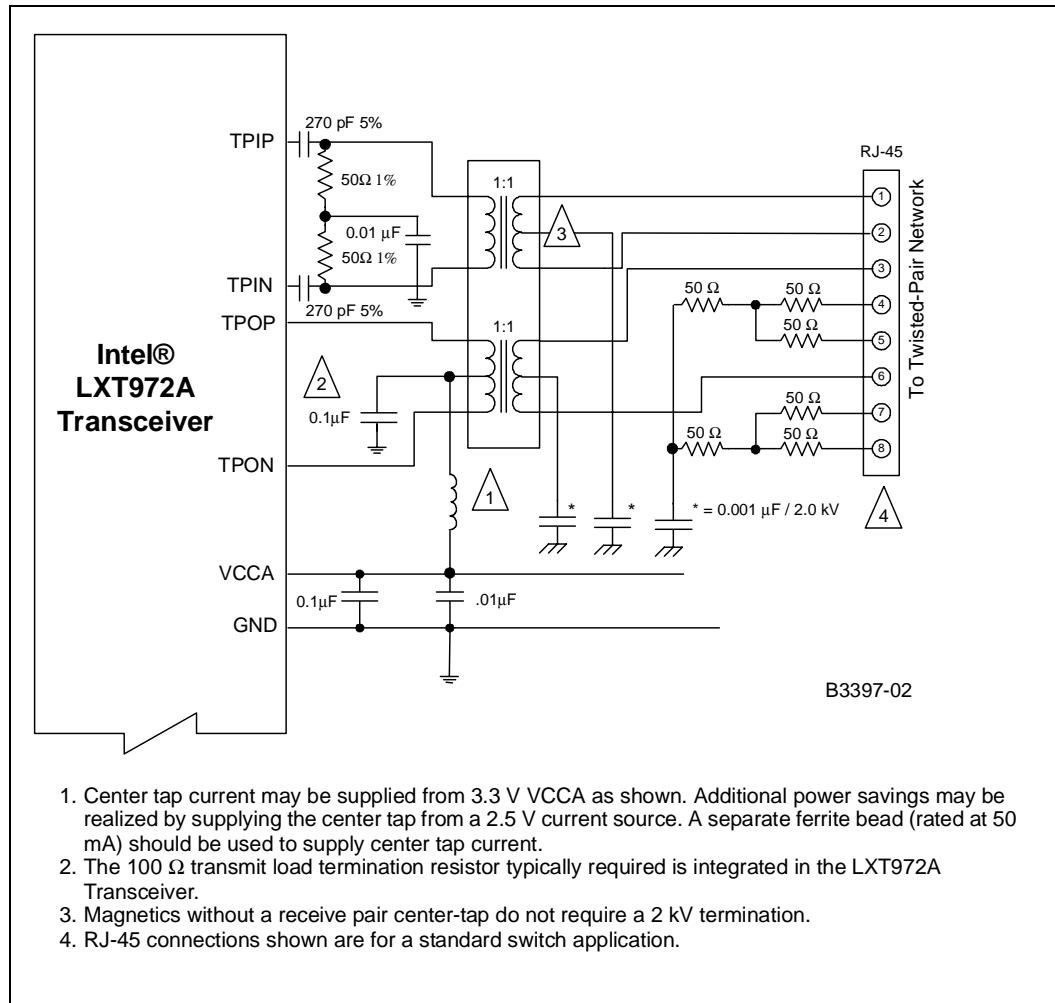 270 pF 5%
TPIP
50Ω 1%
0.01 μF
50Ω 1%
TPIN
270 pF 5%
TPOP
Intel®
LXT972A
Transceiver
2
0.1μF
TPON
1:1
3
1:1
1
RJ-45
1
2
3
50 Ω
50 Ω
4
50 Ω
5
6
50 Ω
7
50 Ω
50 Ω
8
To Twisted-Pair Network
*
*
* = 0.001 μF / 2.0 kV
4
VCCA
0.1μF
.01μF
GND
B3397-02
1. Center tap current may be supplied from 3.3 V VCCA as shown. Additional power savings may be
realized by supplying the center tap from a 2.5 V current source. A separate ferrite bead (rated at 50
mA) should be used to supply center tap current.
2. The 100 Ω transmit load termination resistor typically required is integrated in the LXT972A
Transceiver.
3. Magnetics without a receive pair center-tap do not require a 2 kV termination.
4. RJ-45 connections shown are for a standard switch application.